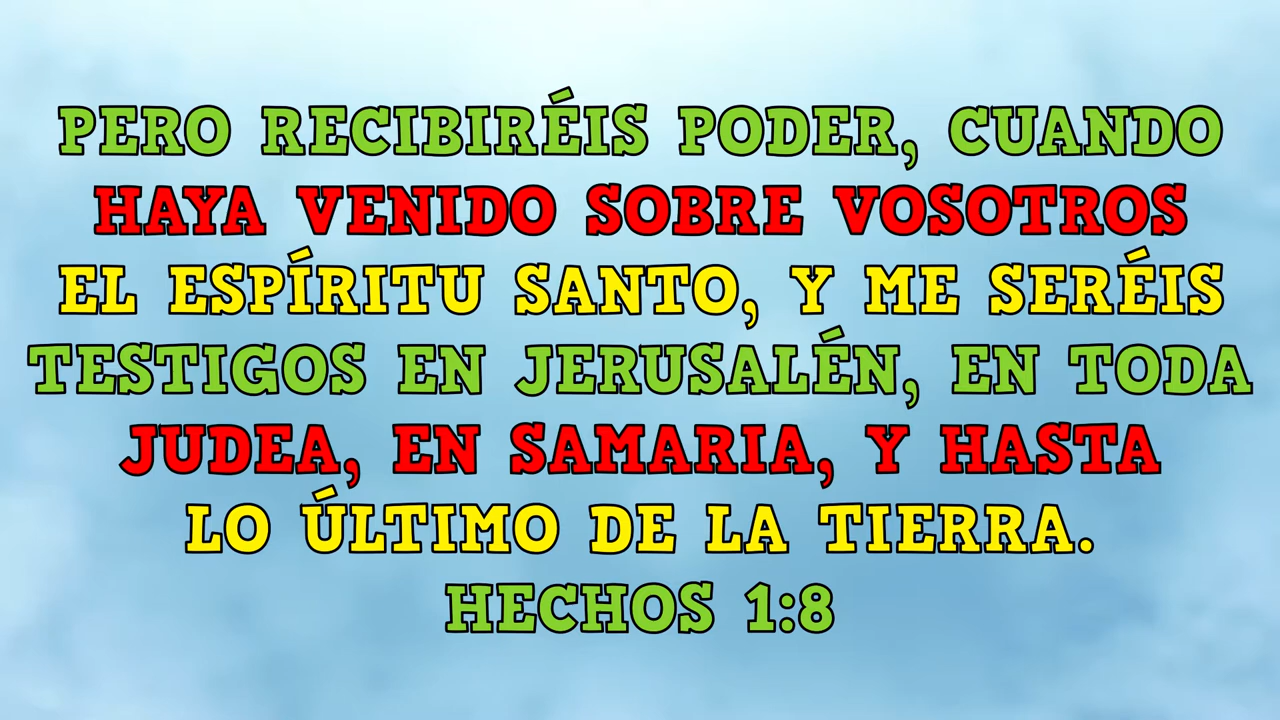 PERO RECIBIRÉIS PODER, CUANDO
HAYA VENIDO SOBRE VOSOTROS
EL ESPÍRITU SANTO, Y ME SERÉIS
TESTIGOS EN JERUSALÉN, EN TODA
JUDEA, EN SAMARIA, Y HASTA
LO ÚLTIMO DE LA TIERRA.
HECHOS 1:8